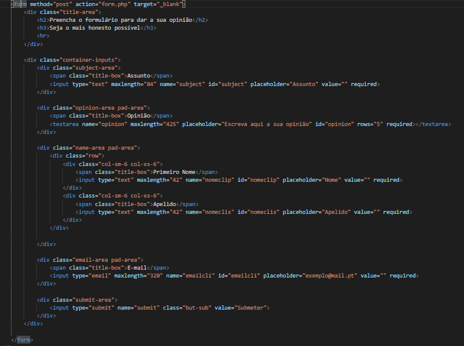 <form method="post" action="form.php" target="_blank">
<div class="title-area">
<h2>Preencha o formulário para dar a sua opinião</h2>
<h3>Seja o mais honesto possível</h3>
<hr>
</div>
<div class="container-inputs">
<div class="subject-area">
<span class="title-box">Assunto</span>
<input type="text" maxlength="84" name="subject" id="subject" placeholder="Assunto" value="" required>
</div>
<div class="opinion-area pad-area">
<span class="title-box">Opinião</span>
<textarea name="opinion" maxlength="425" placeholder="Escreva aqui a sua opinião" id="opinion" rows="5" required></textarea>
</div>
<div class="name-area pad-area">
<div class="row">
<div class="col-sm-6 col-xs-6">
<span class="title-box">Primeiro Nome</span>
<input type="text" maxlength="42" name="nomeclip" id="nomeclip" placeholder="Nome" value="" required>
</div>
<div class="col-sm-6 col-xs-6">
<span class="title-box">Apelido</span>
<input type="text" maxlength="42" name="nomeclis" id="nomeclis" placeholder="Apelido" value="" required>
</div>
</div>
</div>
<div class="email-area pad-area">
<span class="title-box">E-mail</span>
<input type="email" maxlength="320" name="emailcli" id="emailcli" placeholder="exemplo@mail.pt" value="" required>
</div>
<div class="submit-area">
<input type="submit" name="submit" class="but-sub" value="Submeter">
</div>
</div>
</form>